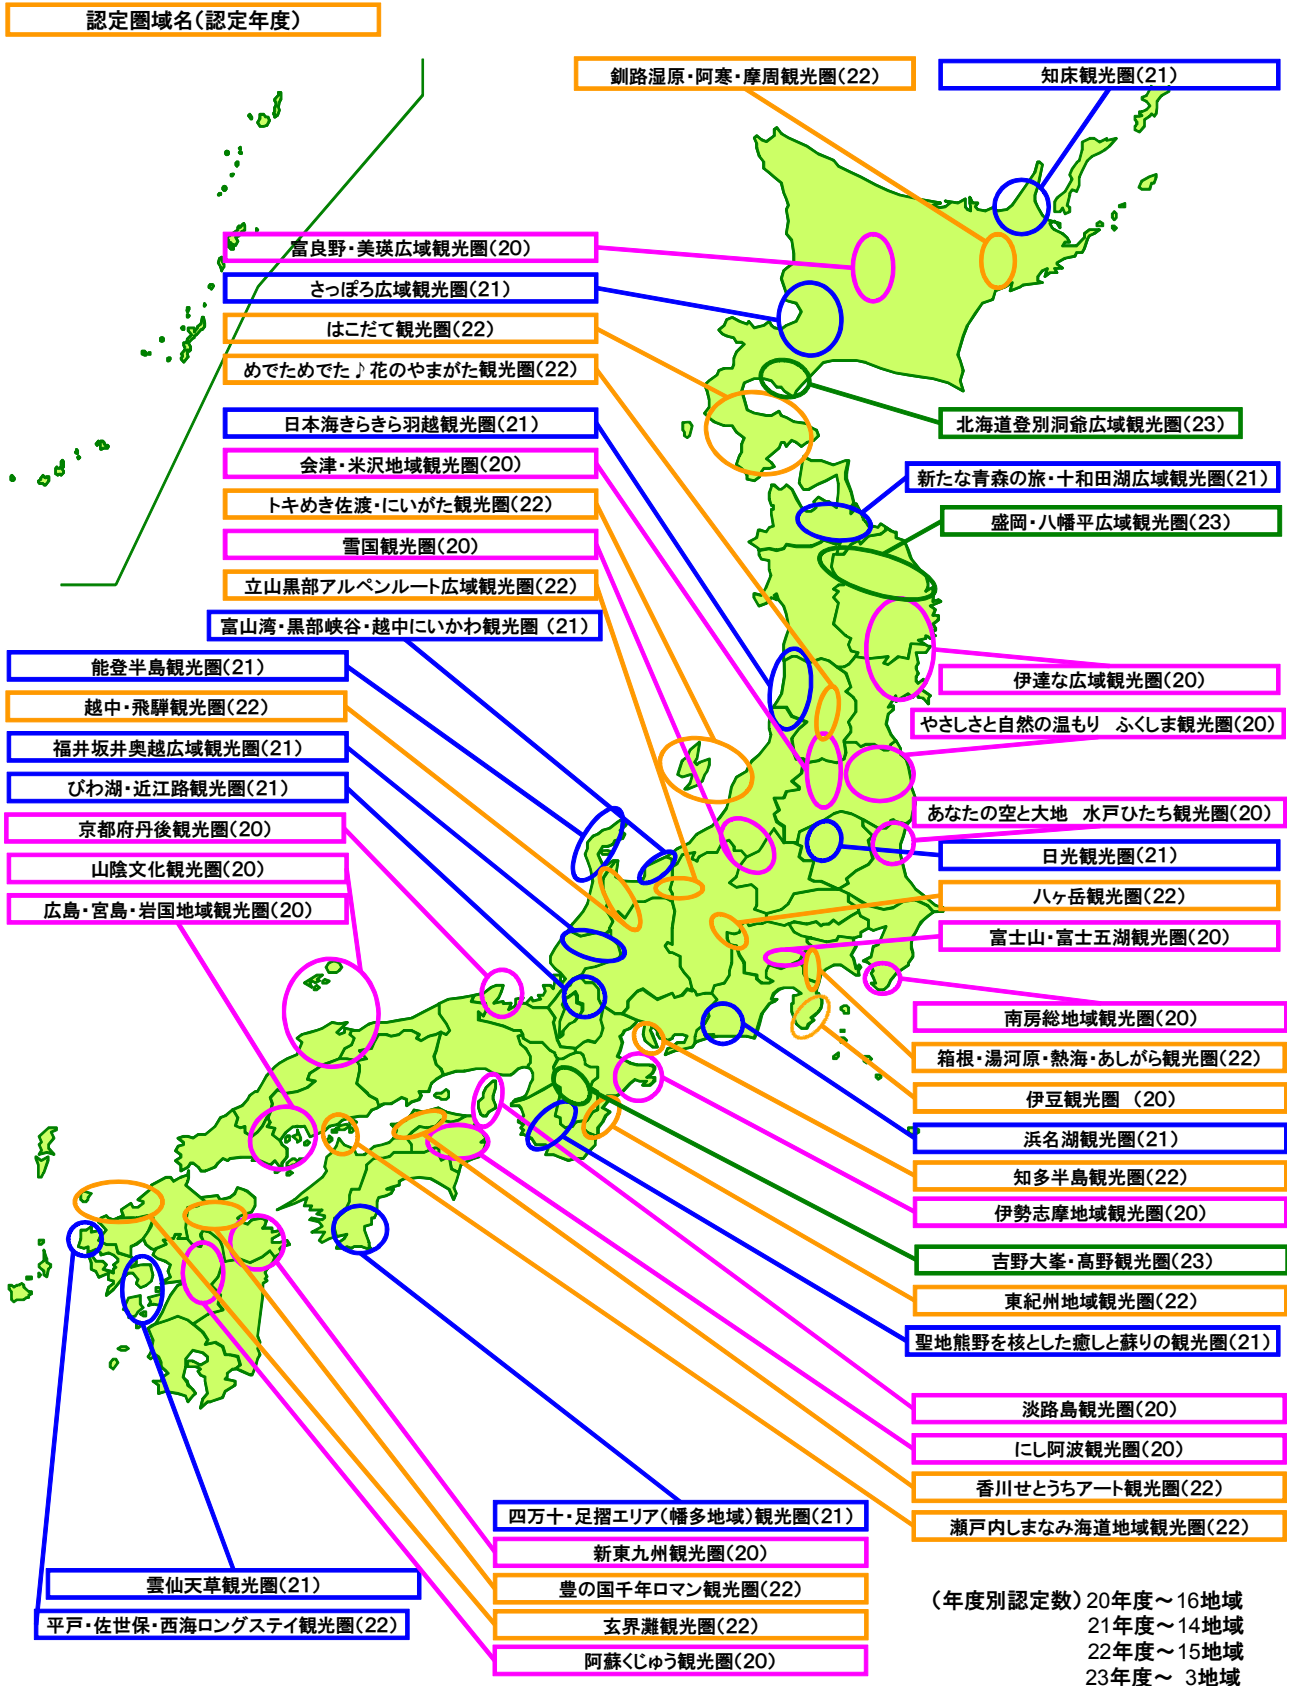 認定圏域名(認定年度)
釧路湿原・阿寒・摩周観光圏(22)
知床観光圏(21)
富良野・美瑛広域観光圏(20)
さっぽろ広域観光圏(21)
はこだて観光圏(22)
めでためでた♪花のやまがた観光圏(22)
日本海きらきら羽越観光圏(21)
北海道登別洞爺広域観光圏(23)
会津・米沢地域観光圏(20)
新たな青森の旅・十和田湖広域観光圏(21)
トキめき佐渡・にいがた観光圏(22)
盛岡・八幡平広域観光圏(23)
雪国観光圏(20)
立山黒部アルペンルート広域観光圏(22)
富山湾・黒部峡谷・越中にいかわ観光圏 (21)
能登半島観光圏(21)
伊達な広域観光圏(20)
越中・飛騨観光圏(22)
やさしさと自然の温もり ふくしま観光圏(20)
福井坂井奥越広域観光圏(21)
びわ湖・近江路観光圏(21)
京都府丹後観光圏(20)
あなたの空と大地 水戸ひたち観光圏(20)
日光観光圏(21)
山陰文化観光圏(20)
八ヶ岳観光圏(22)
広島・宮島・岩国地域観光圏(20)
富士山・富士五湖観光圏(20)
南房総地域観光圏(20)
箱根・湯河原・熱海・あしがら観光圏(22)
伊豆観光圏 (20)
浜名湖観光圏(21)
知多半島観光圏(22)
伊勢志摩地域観光圏(20)
吉野大峯・高野観光圏(23)
東紀州地域観光圏(22)
聖地熊野を核とした癒しと蘇りの観光圏(21)
淡路島観光圏(20)
にし阿波観光圏(20)
香川せとうちアート観光圏(22)
瀬戸内しまなみ海道地域観光圏(22)
四万十・足摺エリア(幡多地域)観光圏(21)
新東九州観光圏(20)
雲仙天草観光圏(21)
豊の国千年ロマン観光圏(22)
平戸・佐世保・西海ロングステイ観光圏(22)
玄界灘観光圏(22)
阿蘇くじゅう観光圏(20)
(年度別認定数) 20年度~16地域
21年度~14地域
22年度~15地域
23年度~ 3地域